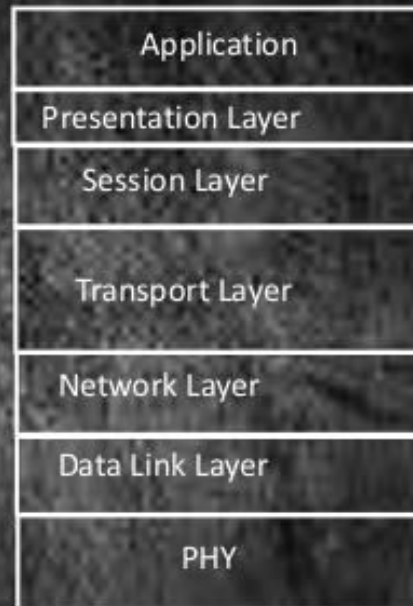 Application
Presentation Layer
Session Layer
Transport Layer
Network Layer
Data Link Layer
PHY